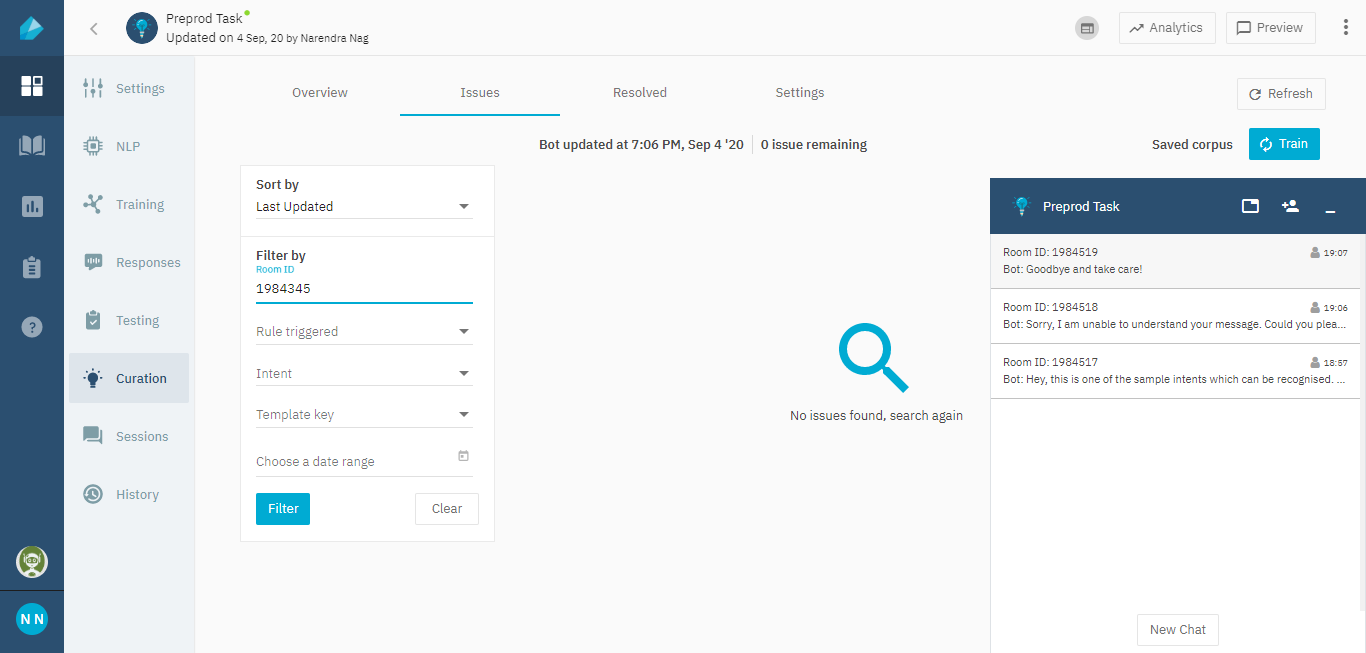 Preprod Task
Updated on 4 Sep, 20 by Narendra Nag
Analytics
Preview
Settings
NLP
Training
Responses
Testing
Curation
Sessions
History
?
N N
Overview
Issues
Resolved
Settings
Refresh
Bot updated at 7:06 PM, Sep 4 '20
0 issue remaining
Saved corpus
Train
Sort by
Last Updated
Filter by
Room ID
1984345
Rule triggered
Intent
Template key
Choose a date range
Filter
Clear
No issues found, search again
Preprod Task
Room ID: 1984519
19:07
Bot: Goodbye and take care!
Room ID: 1984518
19:06
Bot: Sorry, I am unable to understand your message. Could you plea...
Room ID: 1984517
18:57
Bot: Hey, this is one of the sample intents which can be recognised. ...
New Chat